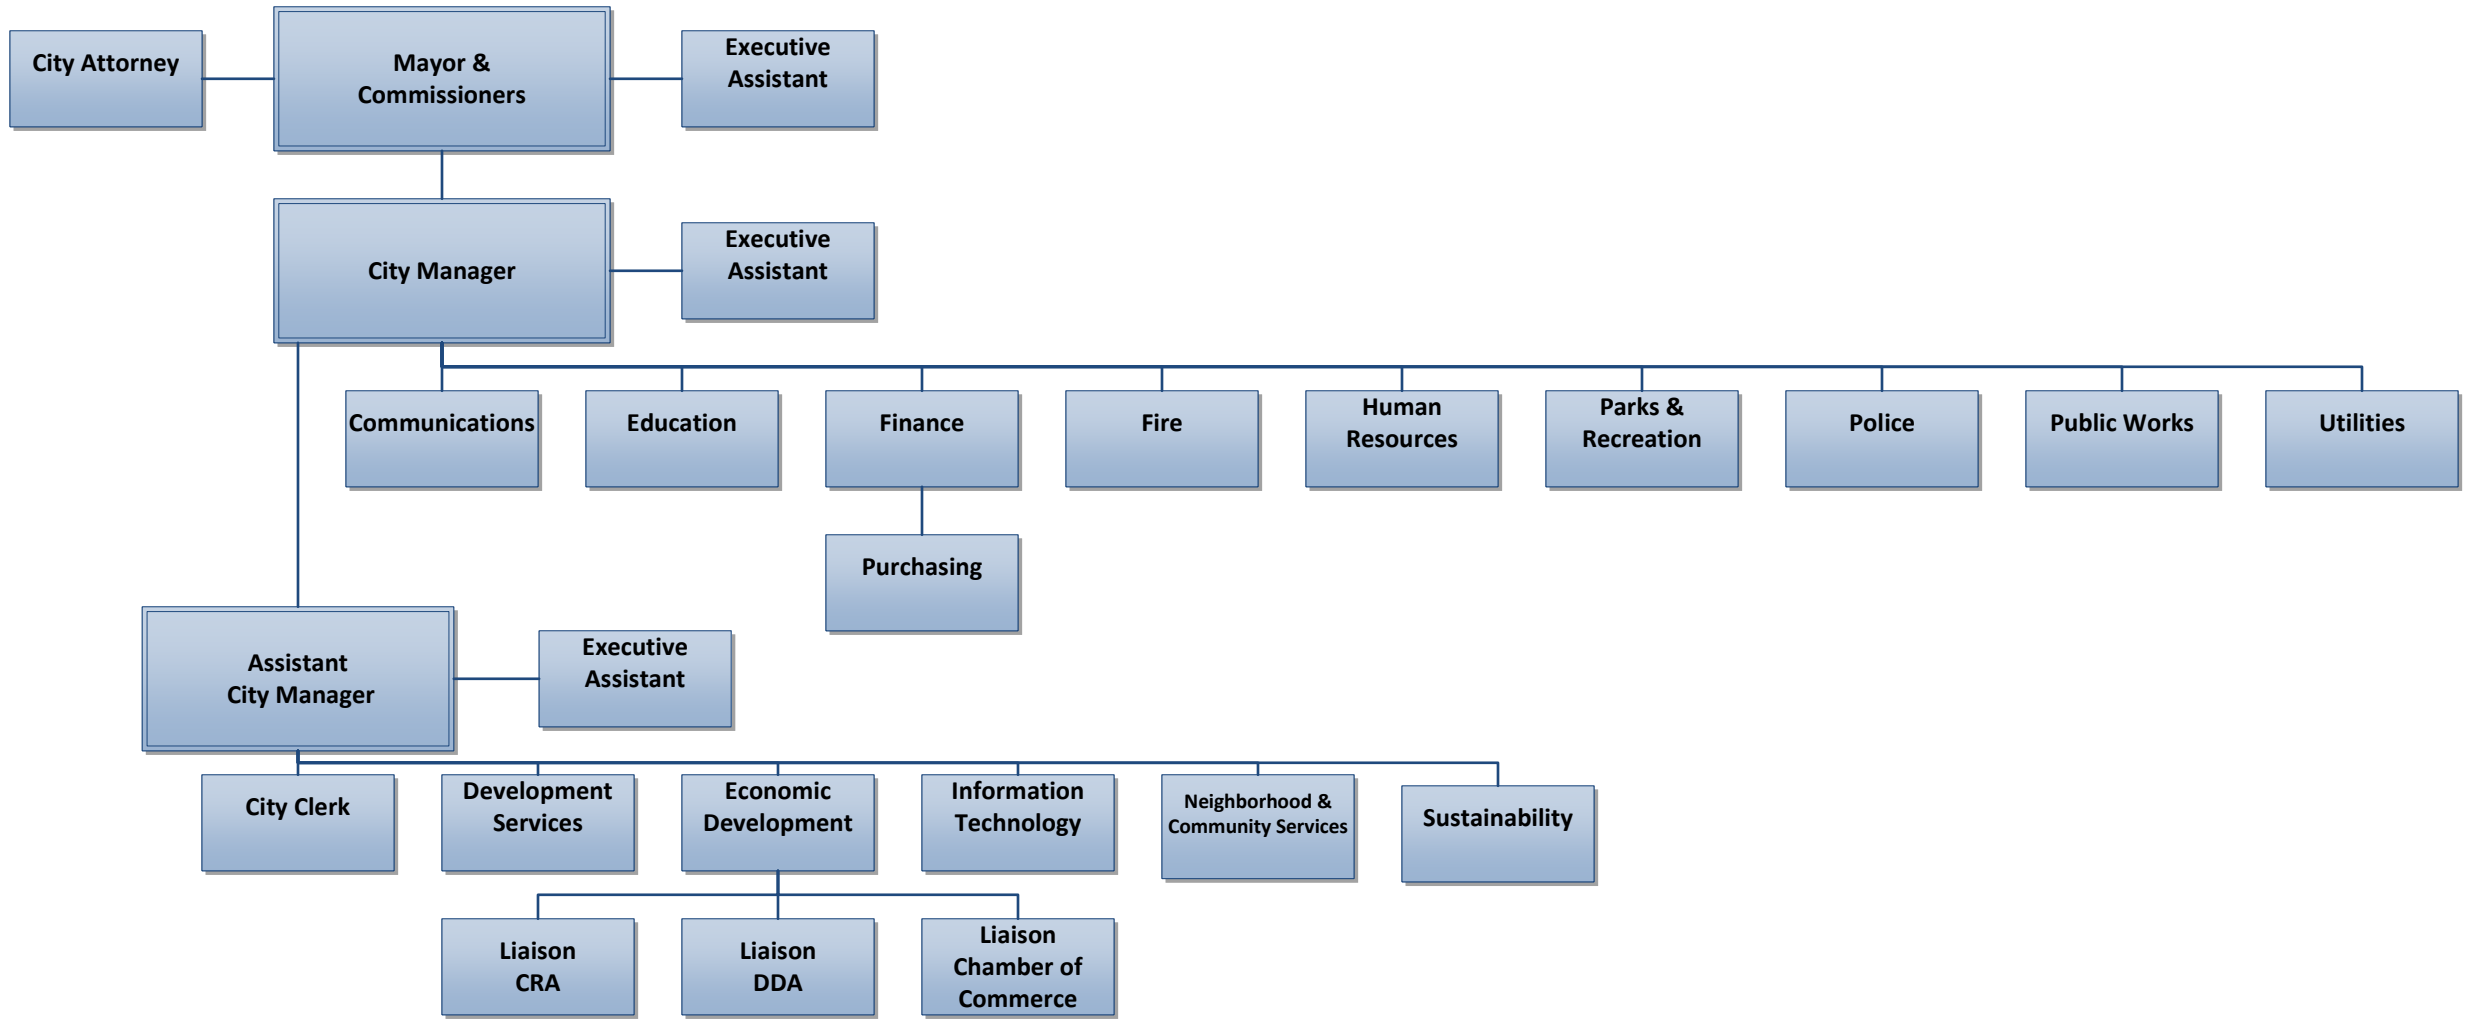 City Attorney
Mayor &
Commissioners
Executive
Assistant
City Manager
Executive
Assistant
Communications
Education
Finance
Fire
Human
Resources
Parks &
Recreation
Police
Public Works
Utilities
Purchasing
Assistant
City Manager
Executive
Assistant
City Clerk
Development
Services
Economic
Development
Information
Technology
Neighborhood &
Community Services
Sustainability
Liaison
CRA
Liaison
DDA
Liaison
Chamber of
Commerce